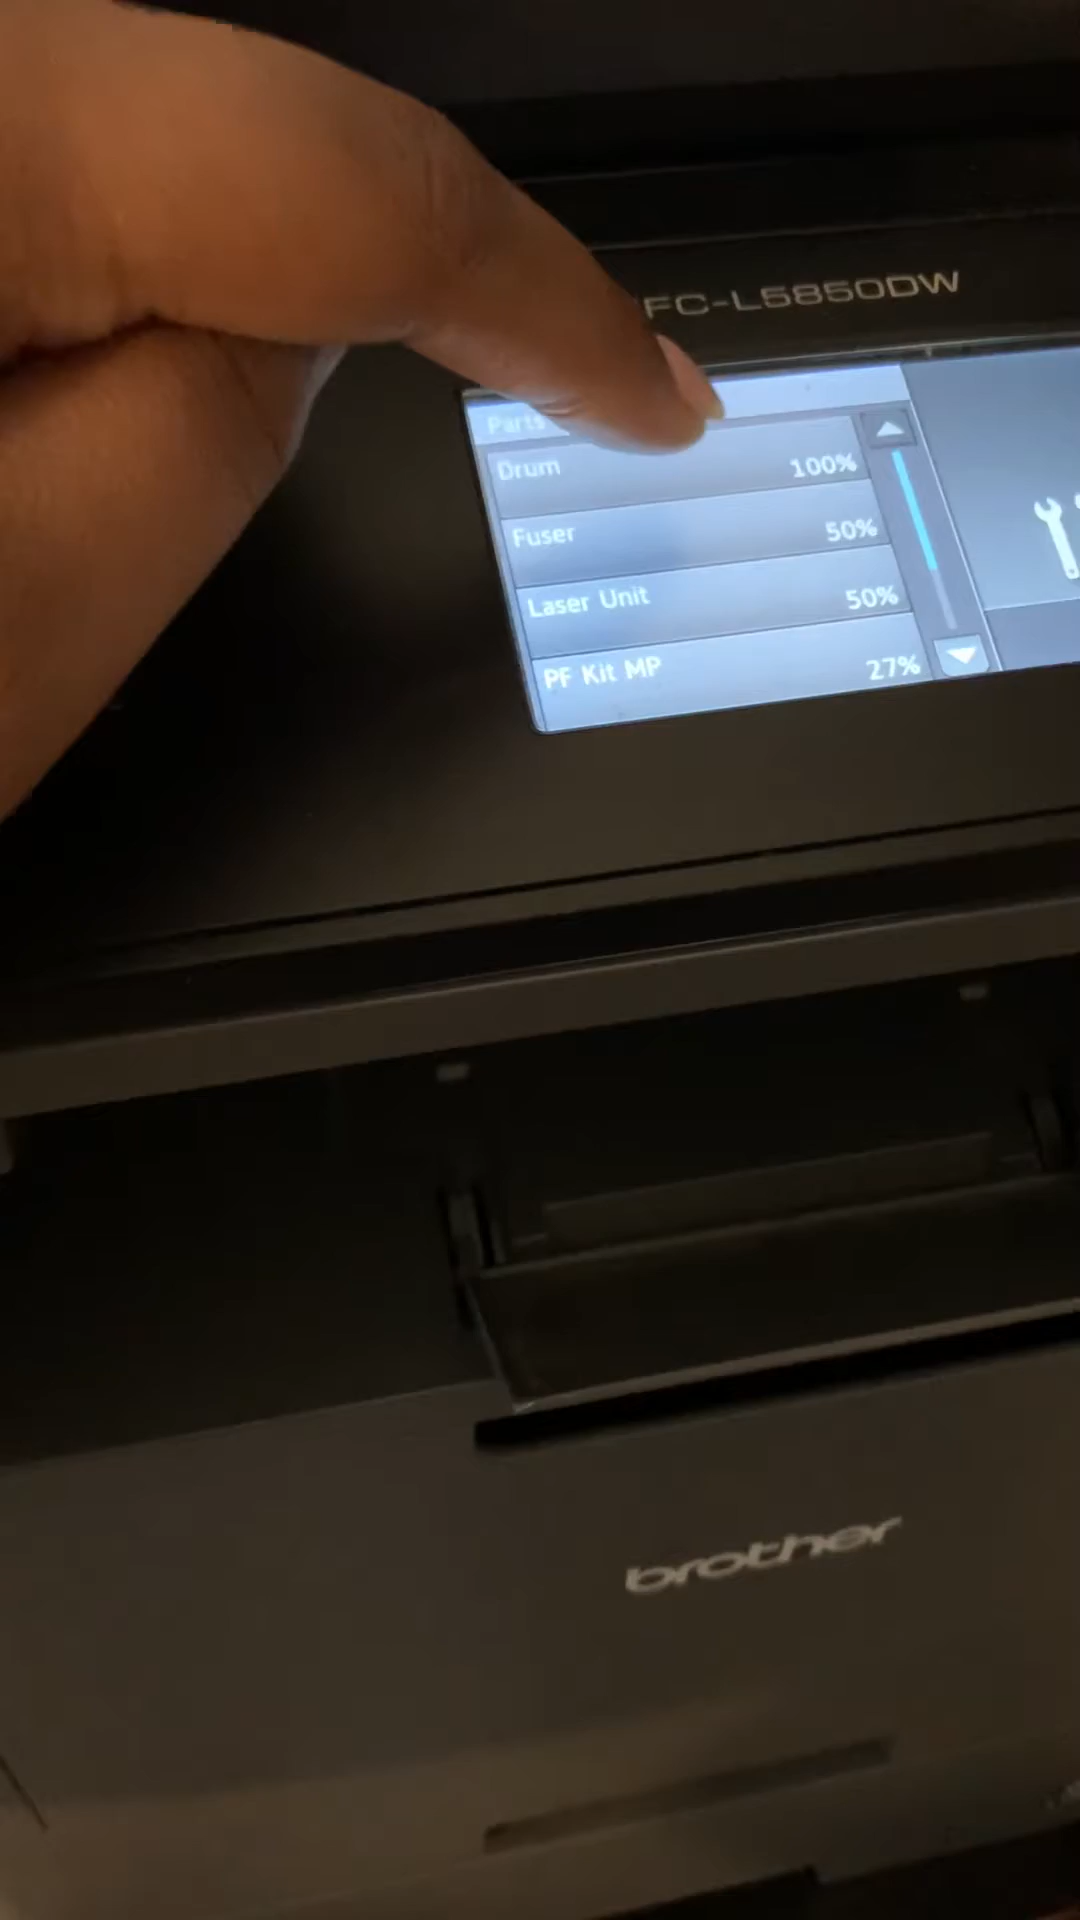 FC-L5850DW
Parts
Drum 100%
Fuser 50%
Laser Unit 50%
PF Kit MP 27%
brother